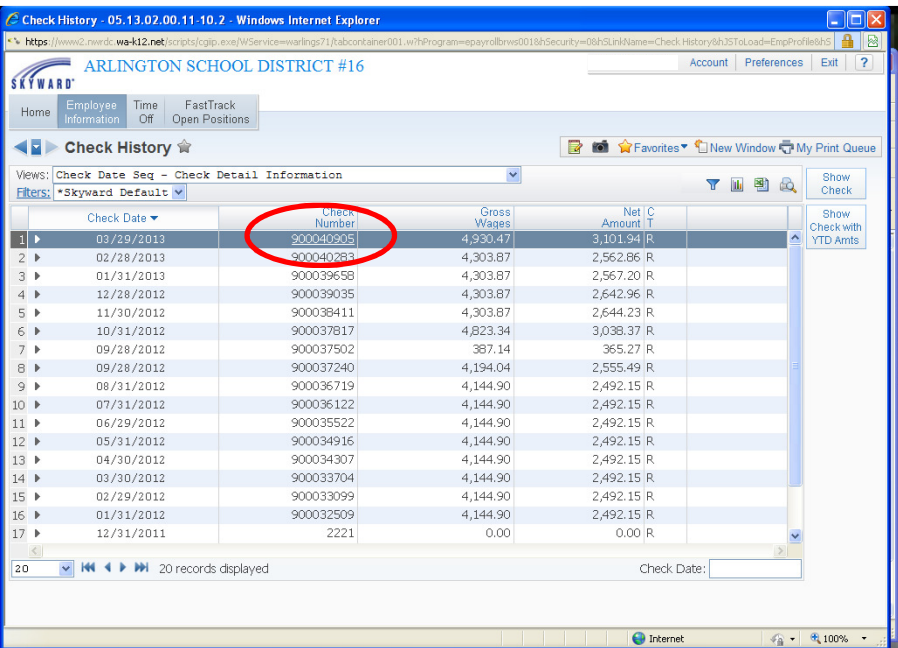 Check History - 05.13.02.00.11-10.2 - Windows Internet Explorer
https://www2.nwrdc.wa-k12.net/scripts/cgiip.exe/WService=warlings71/tabcontainer001.w?hProgram=epayrollbrws001&hSecurity=0&hSLinkName=Check.History&hJSToLoad=EmpProfile&hS
SKYWARD
ARLINGTON SCHOOL DISTRICT #16
Account Preferences Exit ?
Home Employee Information Time Off FastTrack Open Positions
Check History
Favorites New Window My Print Queue
Views: Check Date Seq - Check Detail Information
Filters: *Skyward Default
Show Check
Show Check with YTD Amts
Check Date Check Number Gross Wages Net Amount C T
1 03/29/2013 900040905 4,930.47 3,101.94 R
2 02/28/2013 900040283 4,303.87 2,562.86 R
3 01/31/2013 900039658 4,303.87 2,567.20 R
4 12/28/2012 900039035 4,303.87 2,642.96 R
5 11/30/2012 900038411 4,303.87 2,644.23 R
6 10/31/2012 900037817 4,823.34 3,038.37 R
7 09/28/2012 900037502 387.14 365.27 R
8 09/28/2012 900037240 4,194.04 2,555.49 R
9 08/31/2012 900036719 4,144.90 2,492.15 R
10 07/31/2012 900036122 4,144.90 2,492.15 R
11 06/29/2012 900035522 4,144.90 2,492.15 R
12 05/31/2012 900034916 4,144.90 2,492.15 R
13 04/30/2012 900034307 4,144.90 2,492.15 R
14 03/30/2012 900033704 4,144.90 2,492.15 R
15 02/29/2012 900033099 4,144.90 2,492.15 R
16 01/31/2012 900032509 4,144.90 2,492.15 R
17 12/31/2011 2221 0.00 0.00 R
20 20 records displayed Check Date:
Internet 100%